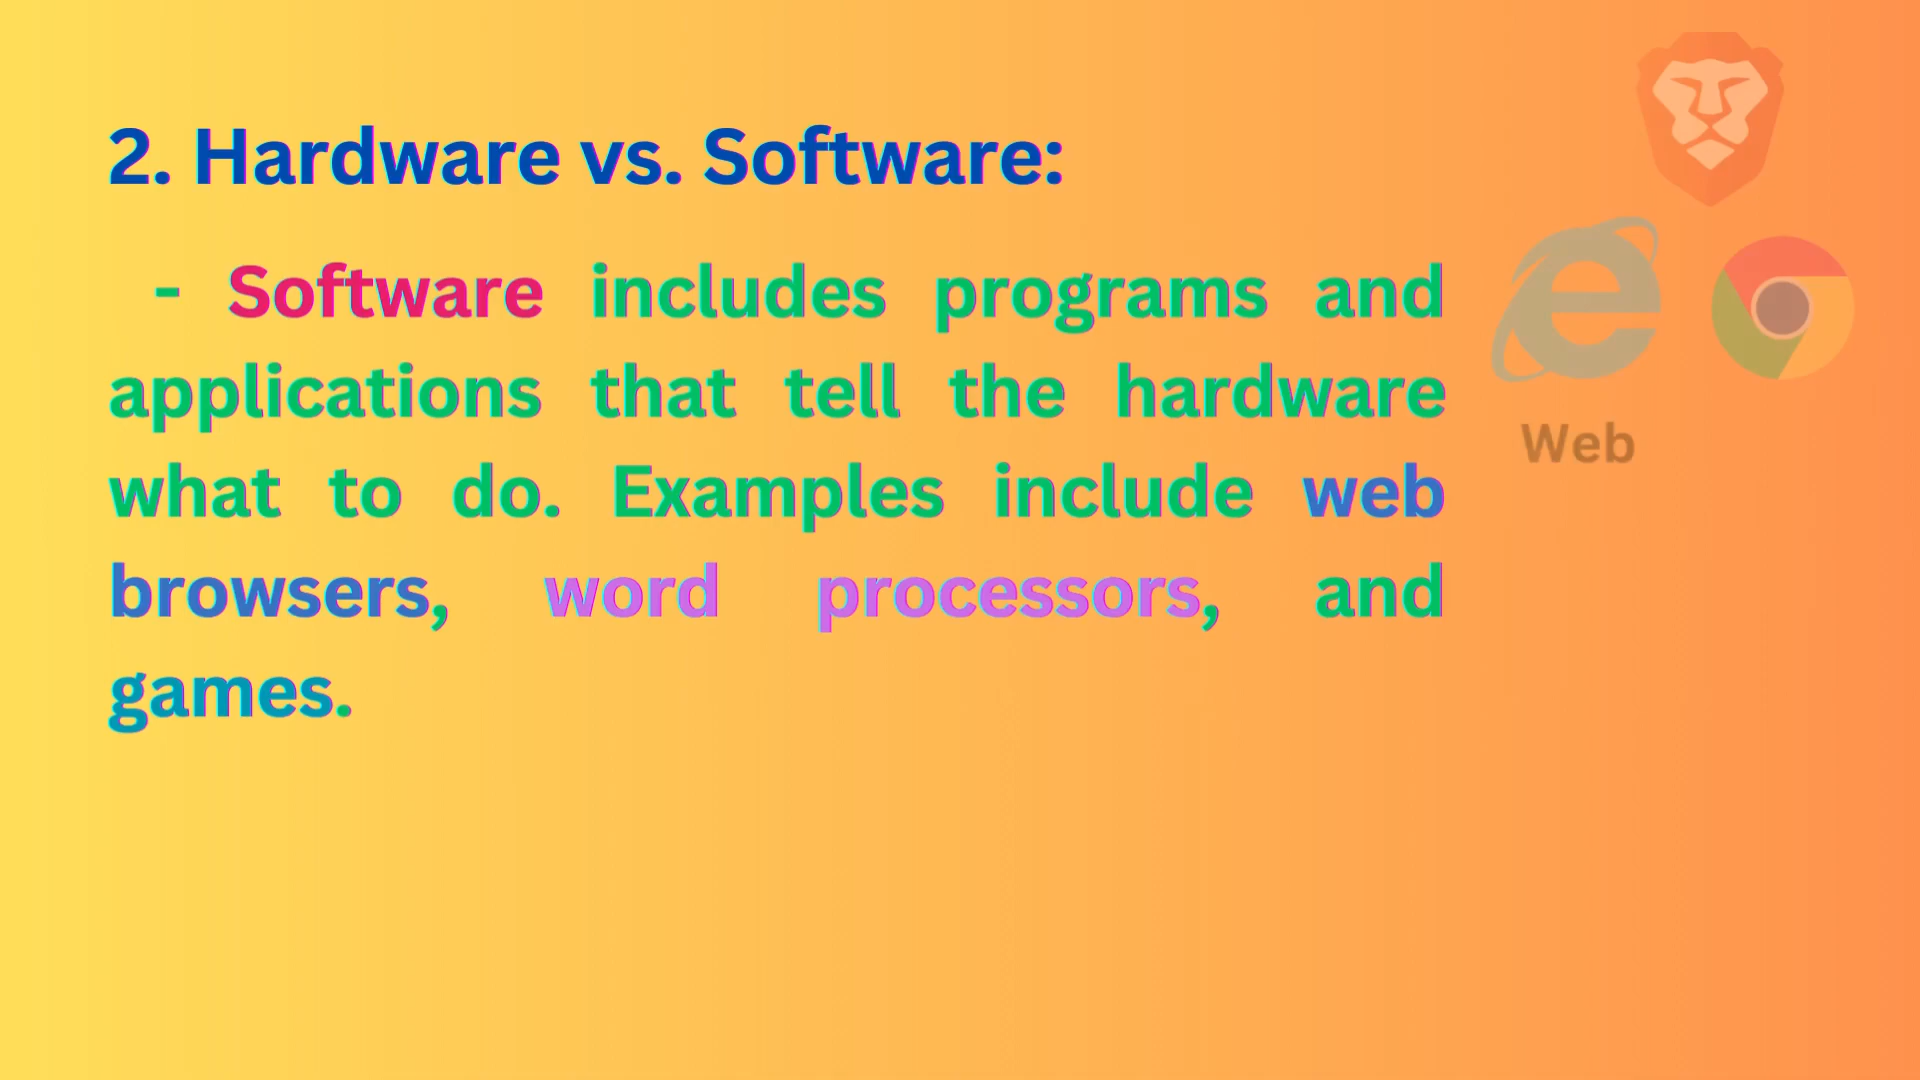 2. Hardware vs. Software:
- Software includes programs and
applications that tell the hardware
what to do. Examples include web
browsers, word processors, and
games.
Web